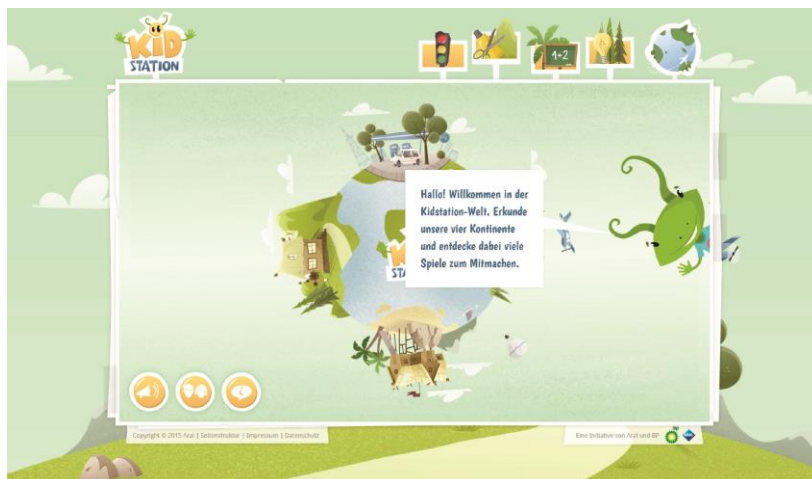 KID
STATION
1+2
Hallo! Willkommen in der
Kidstation-Welt. Erkunde
unsere vier Kontinente
und entdecke dabei viele
Spiele zum Mitmachen.
Copyright © 2015 Aral | Seitenstruktur | Impressum | Datenschutz
Eine Initiative von Aral und BP